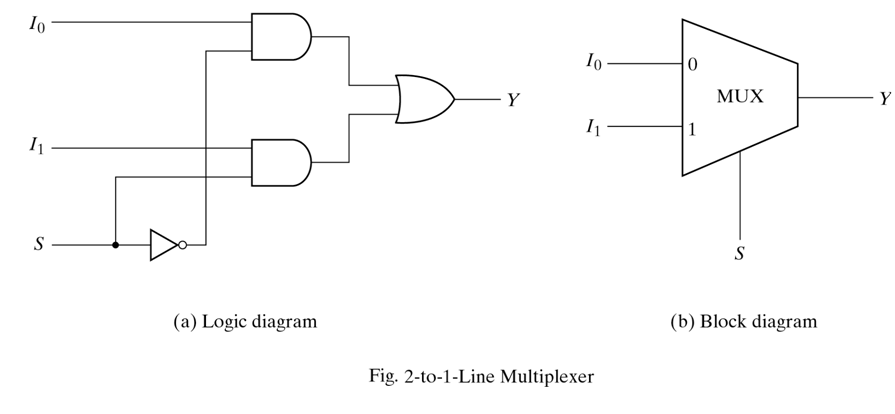 I0
I1
S
Y
(a) Logic diagram
I0
I1
0
1
MUX
Y
S
(b) Block diagram
Fig. 2-to-1-Line Multiplexer